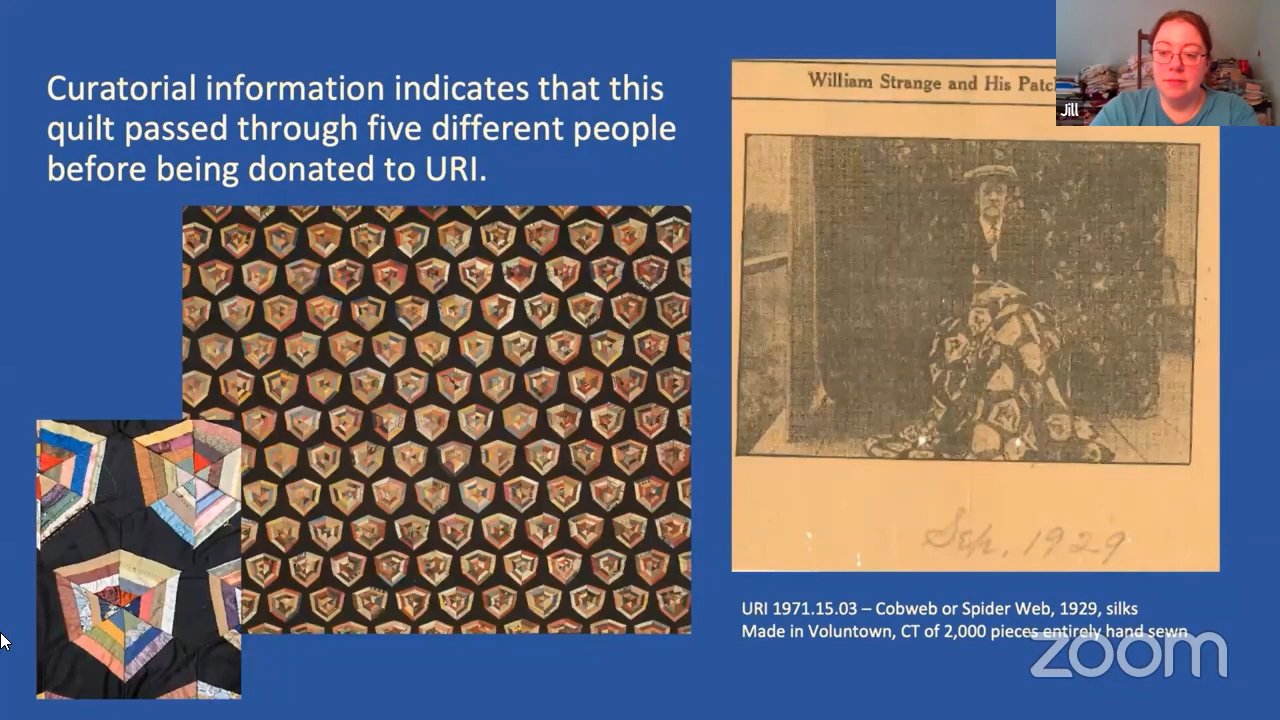 Curatorial information indicates that this
quilt passed through five different people
before being donated to URI.
William Strange and His Patc
Jill
Sep. 1929
URI 1971.15.03 – Cobweb or Spider Web, 1929, silks
Made in Voluntown, CT of 2,000 pieces entirely hand sewn
zoom